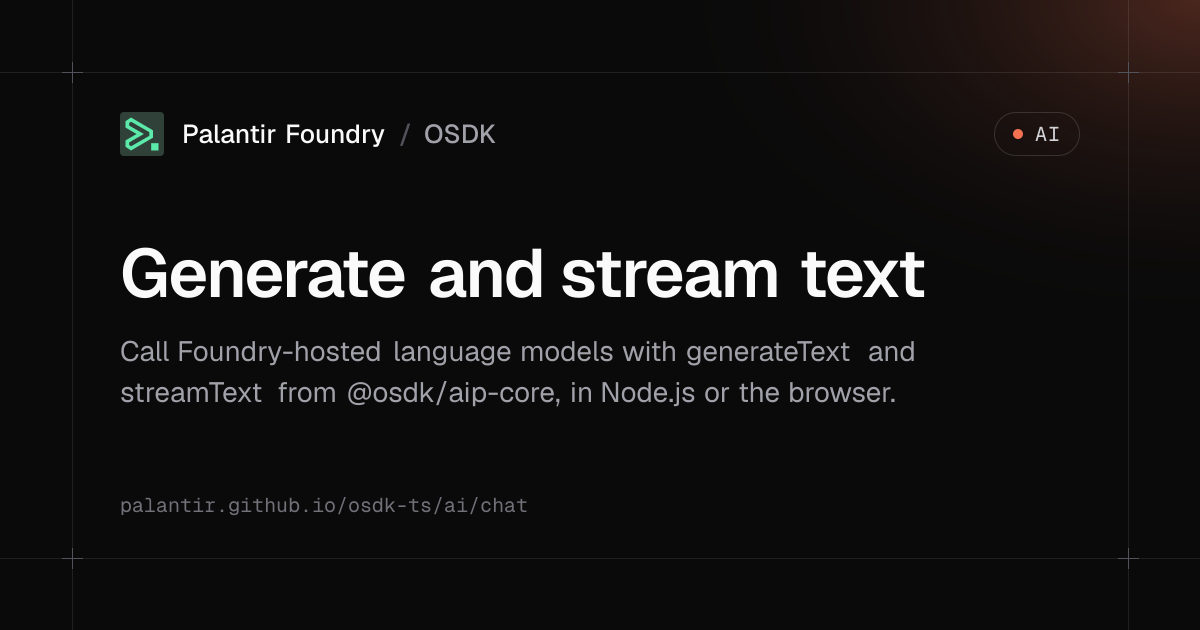 Palantir Foundry / OSDK
AI
Generate and stream text
Call Foundry-hosted language models with generateText and
streamText from @osdk/aip-core, in Node.js or the browser.
palantir.github.io/osdk-ts/ai/chat